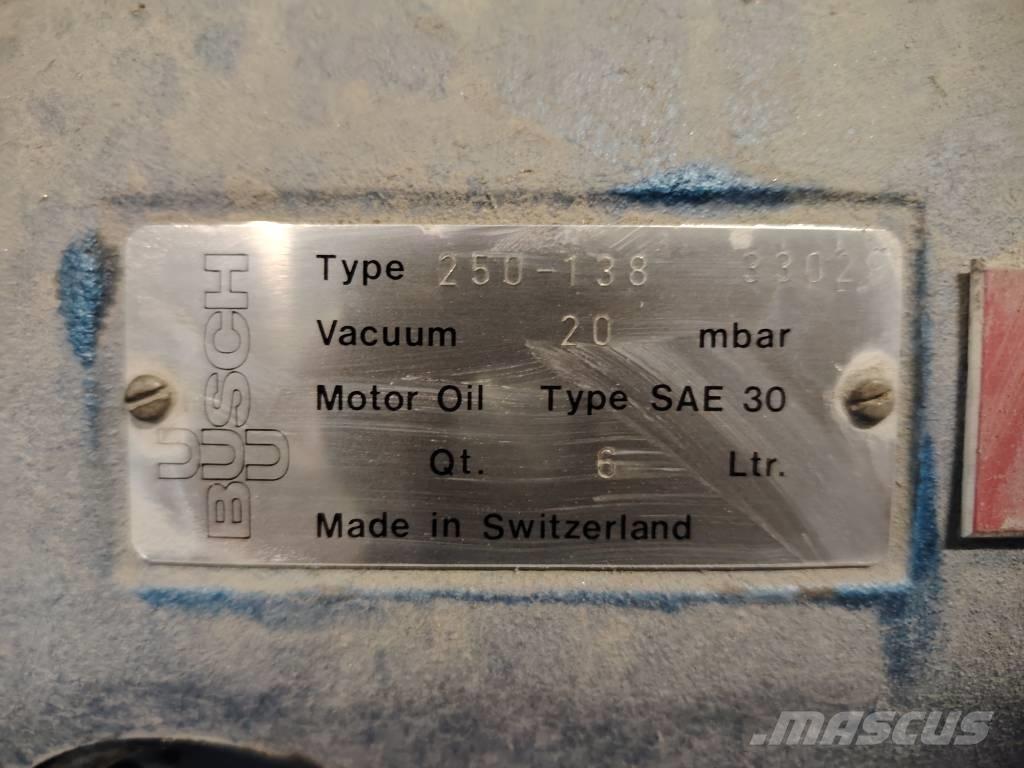 BUSCH
Type 250-138 33029
Vacuum 20 mbar
Motor Oil Type SAE 30
Qt. 6 Ltr.
Made in Switzerland
MASCUS